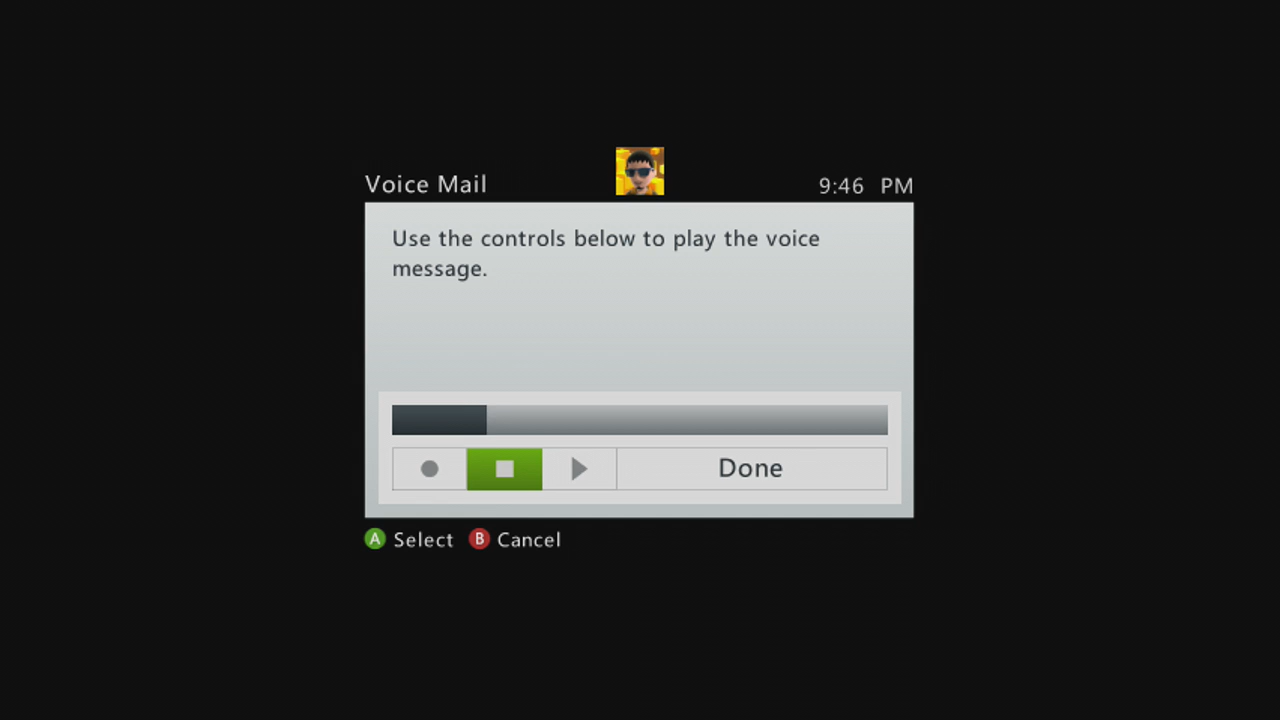 Voice Mail
9:46 PM
Use the controls below to play the voice
message.
Done
A Select B Cancel